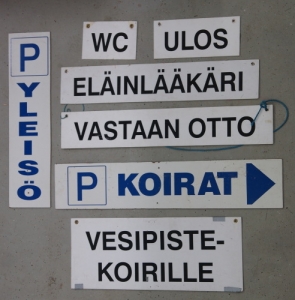 P YLEISÖ
WC
ULOS
ELÄINLÄÄKÄRI
VASTAAN OTTO
P KOIRAT
VESIPISTE-
KOIRILLE